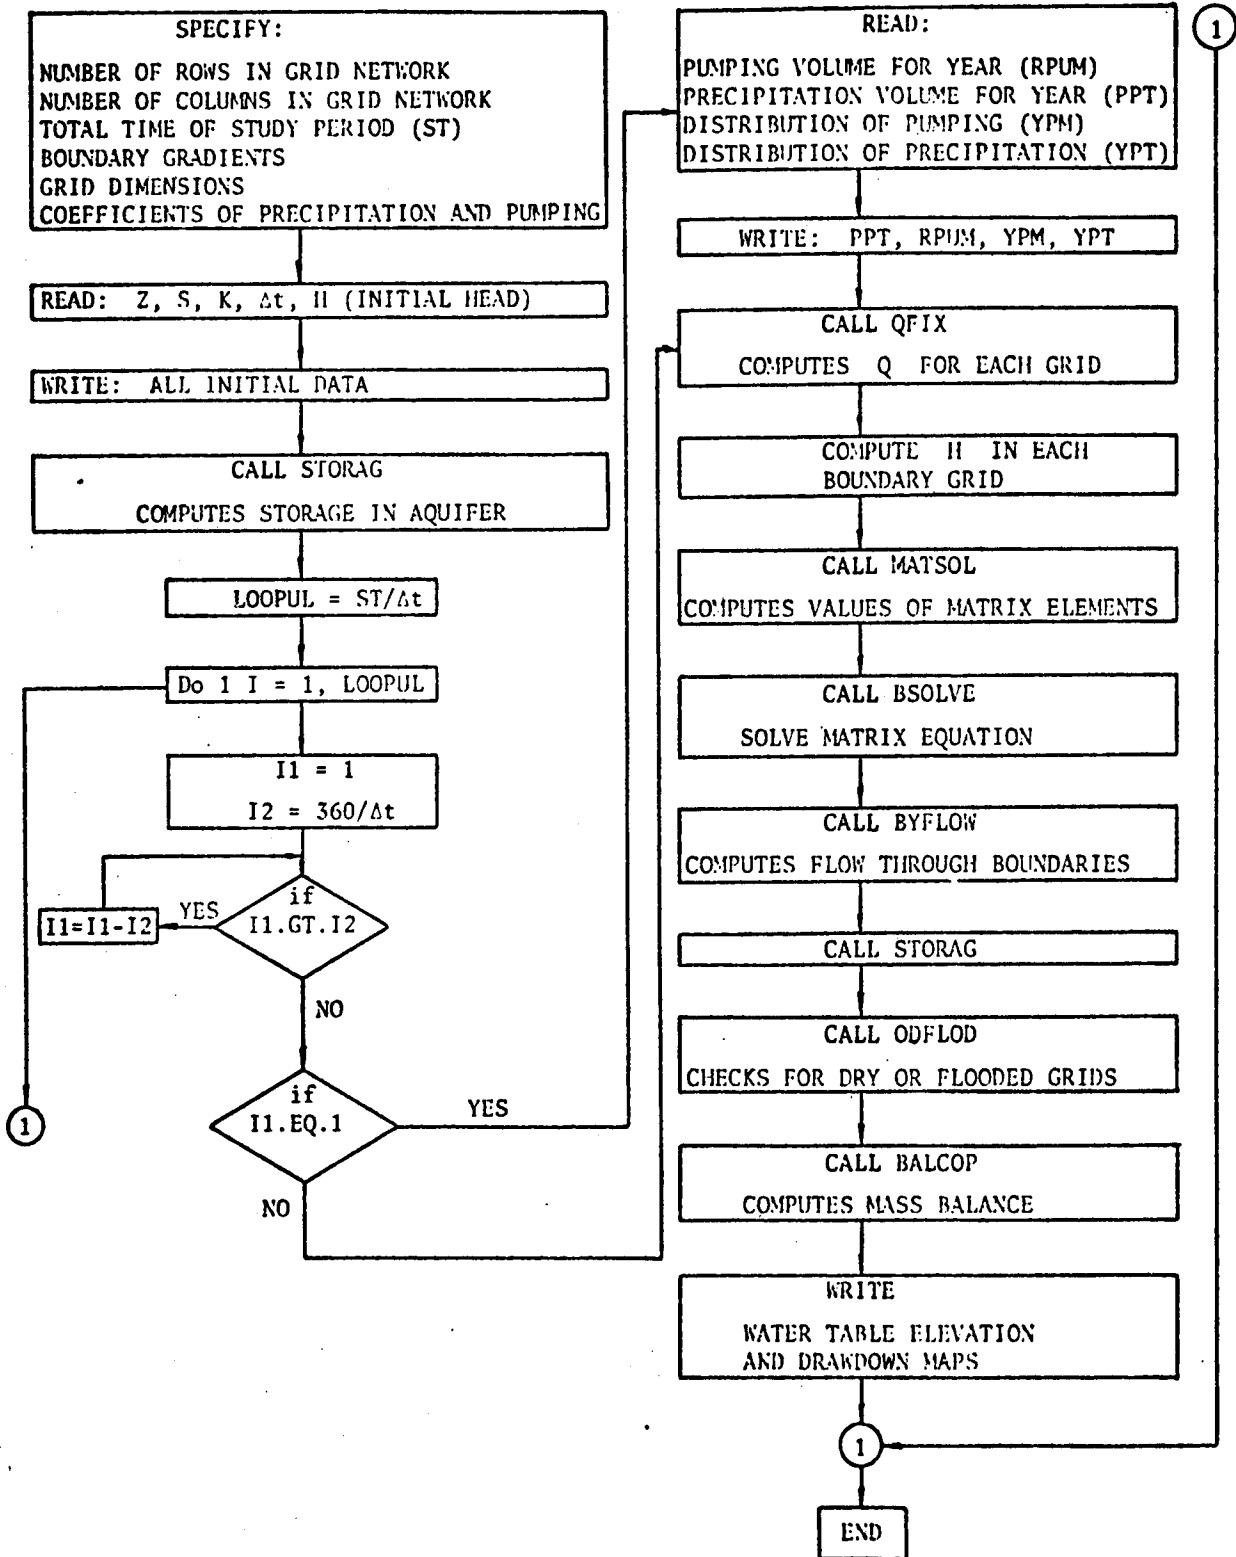 SPECIFY:
NUMBER OF ROWS IN GRID NETWORK
NUMBER OF COLUMNS IN GRID NETWORK
TOTAL TIME OF STUDY PERIOD (ST)
BOUNDARY GRADIENTS
GRID DIMENSIONS
COEFFICIENTS OF PRECIPITATION AND PUMPING
READ: Z, S, K, Δt, H (INITIAL HEAD)
WRITE: ALL INITIAL DATA
CALL STORAG
COMPUTES STORAGE IN AQUIFER
LOOPUL = ST/Δt
Do 1 I = 1, LOOPUL
I1 = 1
I2 = 360/Δt
if
I1.GT.I2
YES
I1=I1-I2
NO
if
I1.EQ.1
YES
NO
1
READ:
PUMPING VOLUME FOR YEAR (RPUM)
PRECIPITATION VOLUME FOR YEAR (PPT)
DISTRIBUTION OF PUMPING (YPM)
DISTRIBUTION OF PRECIPITATION (YPT)
WRITE: PPT, RPUM, YPM, YPT
CALL QFIX
COMPUTES Q FOR EACH GRID
COMPUTE H IN EACH
BOUNDARY GRID
CALL MATSOL
COMPUTES VALUES OF MATRIX ELEMENTS
CALL BSOLVE
SOLVE MATRIX EQUATION
CALL BYFLOW
COMPUTES FLOW THROUGH BOUNDARIES
CALL STORAG
CALL ODFLOD
CHECKS FOR DRY OR FLOODED GRIDS
CALL BALCOP
COMPUTES MASS BALANCE
WRITE
WATER TABLE ELEVATION
AND DRAWDOWN MAPS
1
1
END